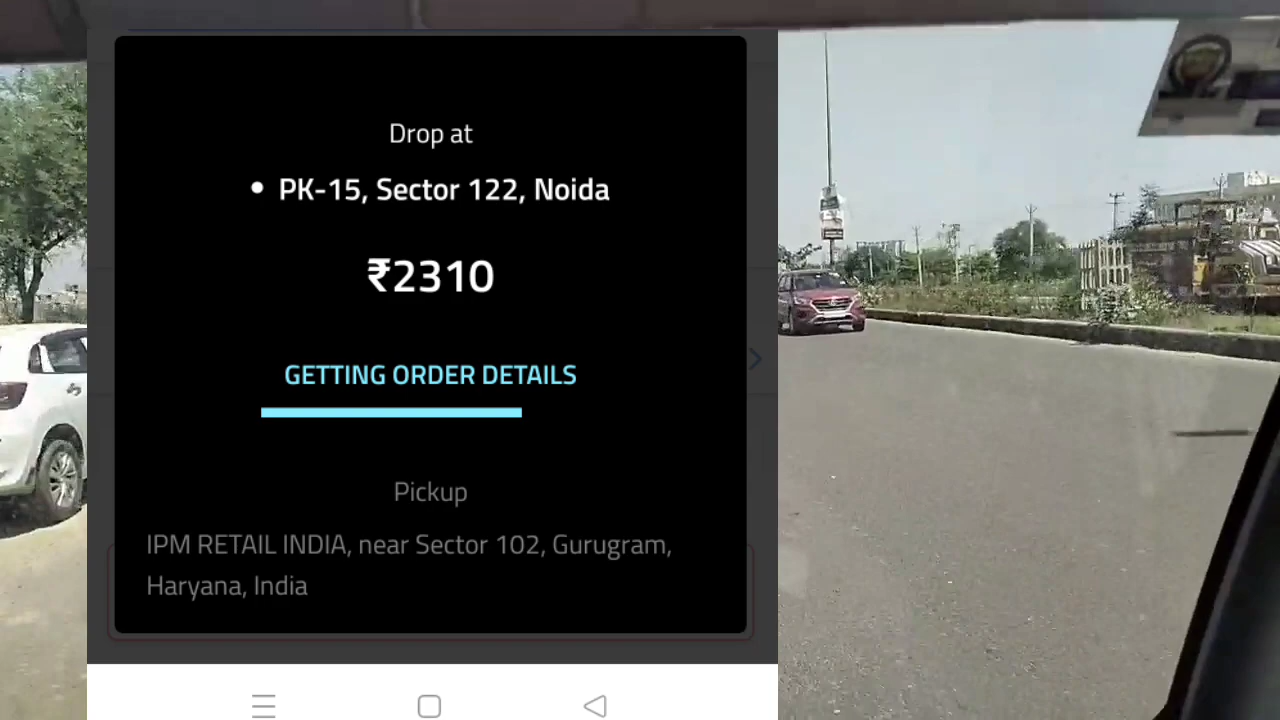 Drop at
• PK-15, Sector 122, Noida
₹2310
GETTING ORDER DETAILS
Pickup
IPM RETAIL INDIA, near Sector 102, Gurugram,
Haryana, India